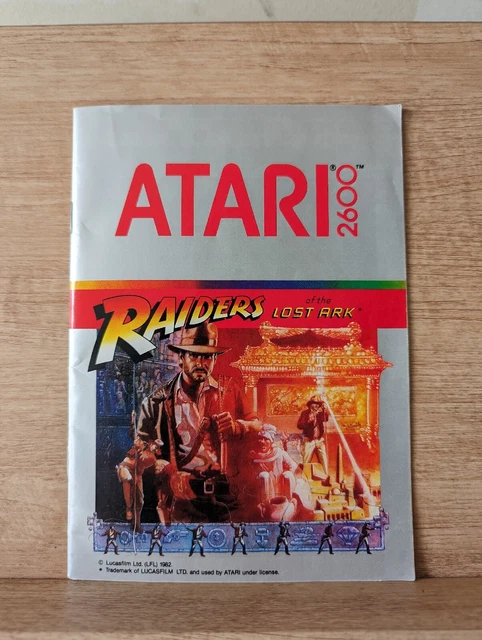 ATARI® 2600™
RAIDERS of the LOST ARK™
© Lucasfilm Ltd. (LFL) 1982.
* Trademark of LUCASFILM LTD. and used by ATARI under license.